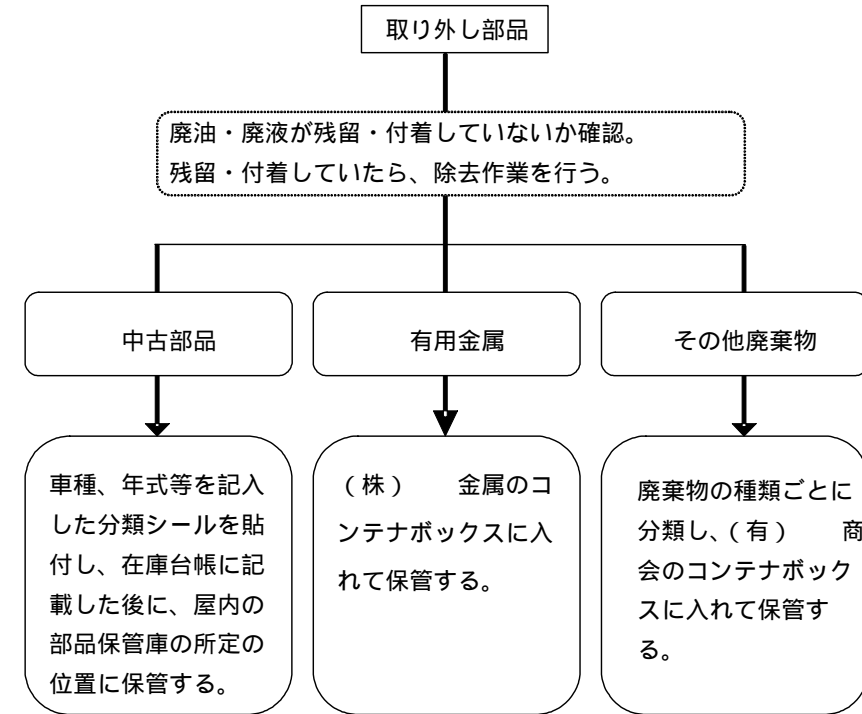 取り外し部品
廃油・廃液が残留・付着していないか確認。
残留・付着していたら、除去作業を行う。
中古部品
有用金属
その他廃棄物
車種、年式等を記入
した分類シールを貼
付し、在庫台帳に記
載した後に、屋内の
部品保管庫の所定の
位置に保管する。
（株）　　金属のコ
ンテナボックスに入
れて保管する。
廃棄物の種類ごとに
分類し、（有）　　商
会のコンテナボック
スに入れて保管す
る。